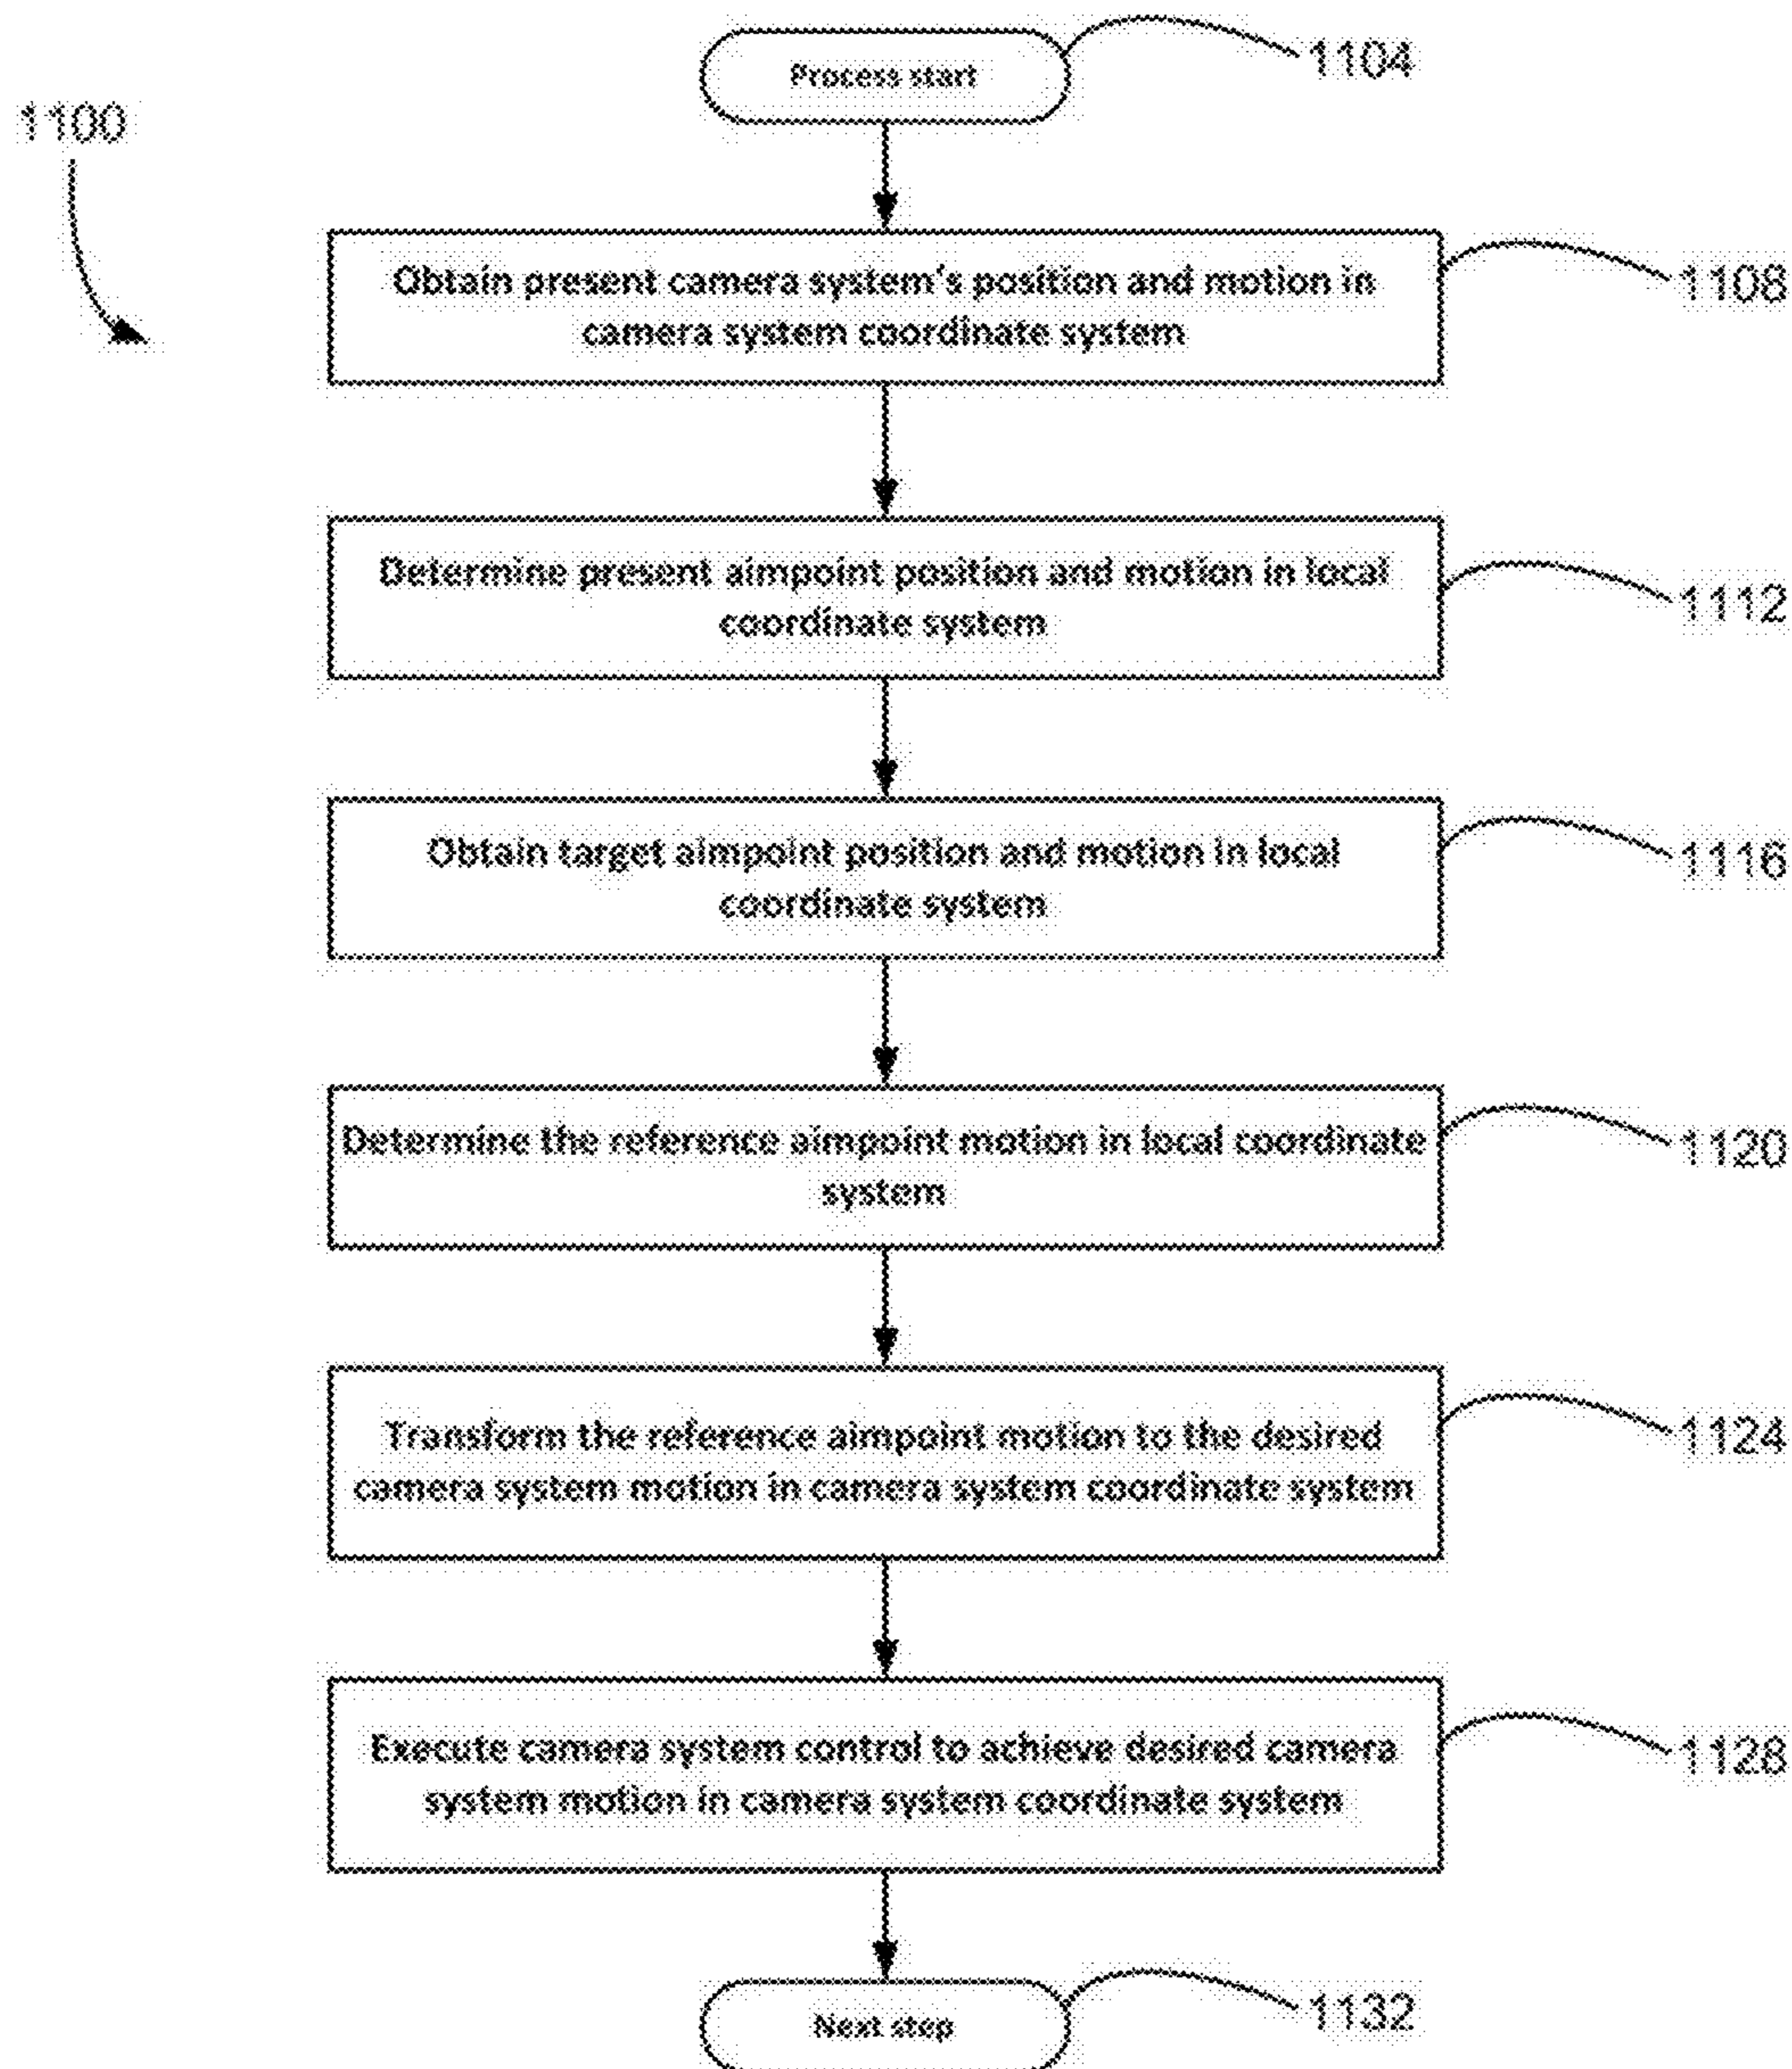 Process start
1104
1100
Obtain present camera system's position and motion in
camera system coordinate system
1108
Determine present aimpoint position and motion in local
coordinate system
1112
Obtain target aimpoint position and motion in local
coordinate system
1116
Determine the reference aimpoint motion in local coordinate
system
1120
Transform the reference aimpoint motion to the desired
camera system motion in camera system coordinate system
1124
Execute camera system control to achieve desired camera
system motion in camera system coordinate system
1128
Next step
1132